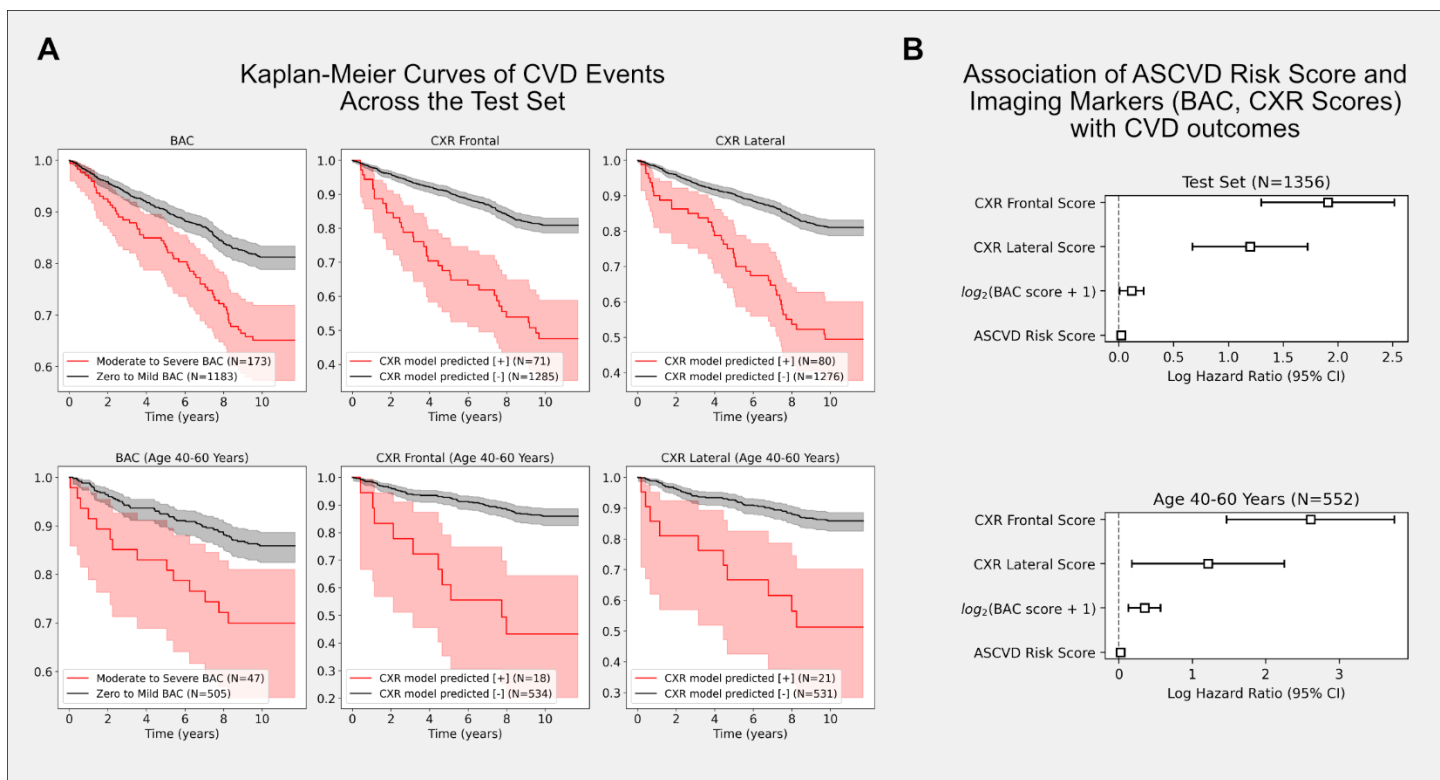 A
Kaplan-Meier Curves of CVD Events
Across the Test Set
BAC
1.0
0.9
0.8
0.7
0.6
Moderate to Severe BAC (N=173)
Zero to Mild BAC (N=1183)
0 2 4 6 8 10
Time (years)
CXR Frontal
1.0
0.9
0.8
0.7
0.6
0.5
0.4
CXR model predicted [+] (N=71)
CXR model predicted [-] (N=1285)
0 2 4 6 8 10
Time (years)
CXR Lateral
1.0
0.9
0.8
0.7
0.6
0.5
0.4
CXR model predicted [+] (N=80)
CXR model predicted [-] (N=1276)
0 2 4 6 8 10
Time (years)
BAC (Age 40-60 Years)
1.0
0.9
0.8
0.7
0.6
Moderate to Severe BAC (N=47)
Zero to Mild BAC (N=505)
0 2 4 6 8 10
Time (years)
CXR Frontal (Age 40-60 Years)
1.0
0.9
0.8
0.7
0.6
0.5
0.4
0.3
0.2
CXR model predicted [+] (N=18)
CXR model predicted [-] (N=534)
0 2 4 6 8 10
Time (years)
CXR Lateral (Age 40-60 Years)
1.0
0.9
0.8
0.7
0.6
0.5
0.4
0.3
CXR model predicted [+] (N=21)
CXR model predicted [-] (N=531)
0 2 4 6 8 10
Time (years)
B
Association of ASCVD Risk Score and
Imaging Markers (BAC, CXR Scores)
with CVD outcomes
Test Set (N=1356)
CXR Frontal Score
CXR Lateral Score
log₂(BAC score + 1)
ASCVD Risk Score
0.0 0.5 1.0 1.5 2.0 2.5
Log Hazard Ratio (95% CI)
Age 40-60 Years (N=552)
CXR Frontal Score
CXR Lateral Score
log₂(BAC score + 1)
ASCVD Risk Score
0 1 2 3
Log Hazard Ratio (95% CI)